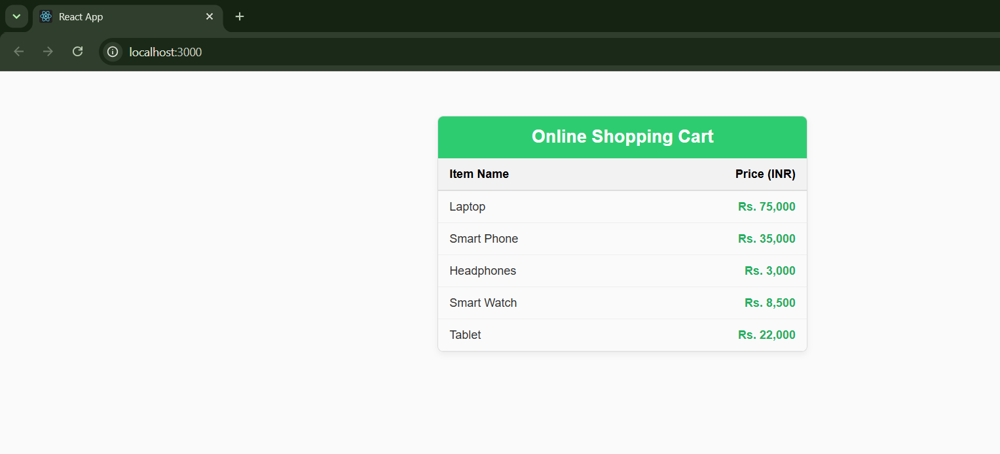 React App
localhost:3000
Online Shopping Cart
Item Name Price (INR)
Laptop Rs. 75,000
Smart Phone Rs. 35,000
Headphones Rs. 3,000
Smart Watch Rs. 8,500
Tablet Rs. 22,000